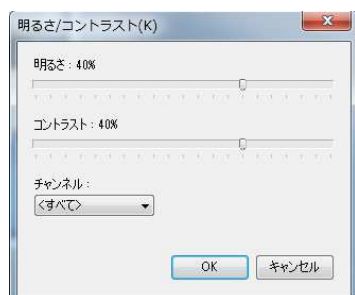 明るさ/コントラスト(K)
明るさ : 40%
コントラスト : 40%
チャンネル :
<すべて>
OK キャンセル